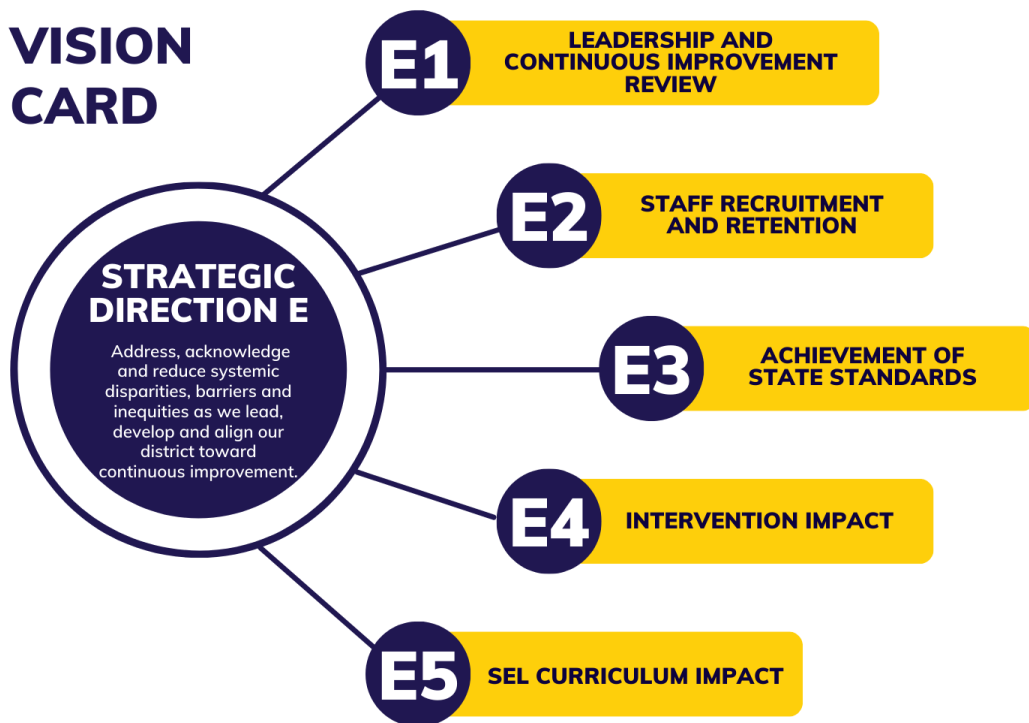 VISION
CARD
E1
LEADERSHIP AND
CONTINUOUS IMPROVEMENT
REVIEW
E2
STAFF RECRUITMENT
AND RETENTION
STRATEGIC
DIRECTION E
Address, acknowledge
and reduce systemic
disparities, barriers and
inequities as we lead,
develop and align our
district toward
continuous improvement.
E3
ACHIEVEMENT OF
STATE STANDARDS
E4
INTERVENTION IMPACT
E5
SEL CURRICULUM IMPACT